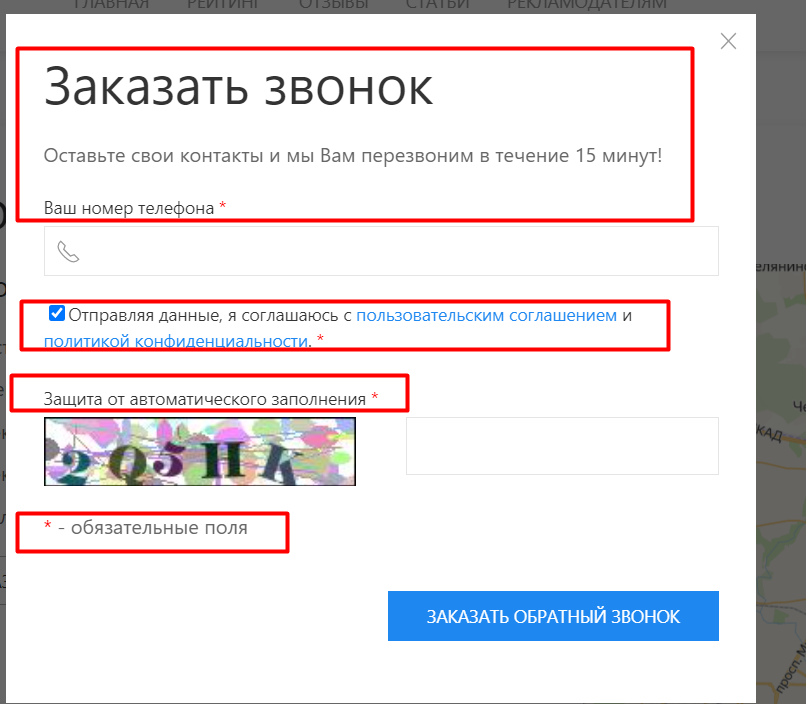 ГЛАВНАЯ РЕЙТИНГ ОТЗЫВЫ СТАТЬИ РЕКЛАМОДАТЕЛЯМ
Заказать звонок
Оставьте свои контакты и мы Вам перезвоним в течение 15 минут!
Ваш номер телефона *
Отправляя данные, я соглашаюсь с пользовательским соглашением и
политикой конфиденциальности. *
Защита от автоматического заполнения *
2Q5HK
* - обязательные поля
ЗАКАЗАТЬ ОБРАТНЫЙ ЗВОНОК